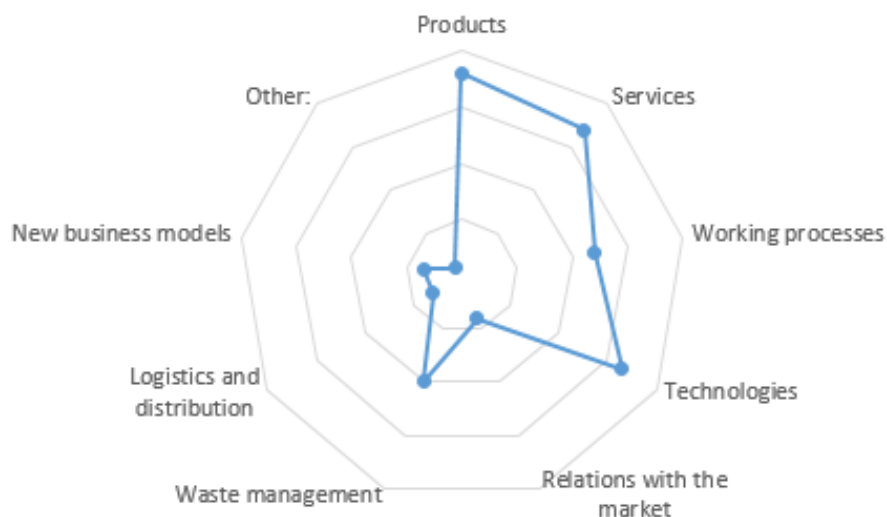 Products
Services
Working processes
Technologies
Relations with the
market
Waste management
Logistics and
distribution
New business models
Other: